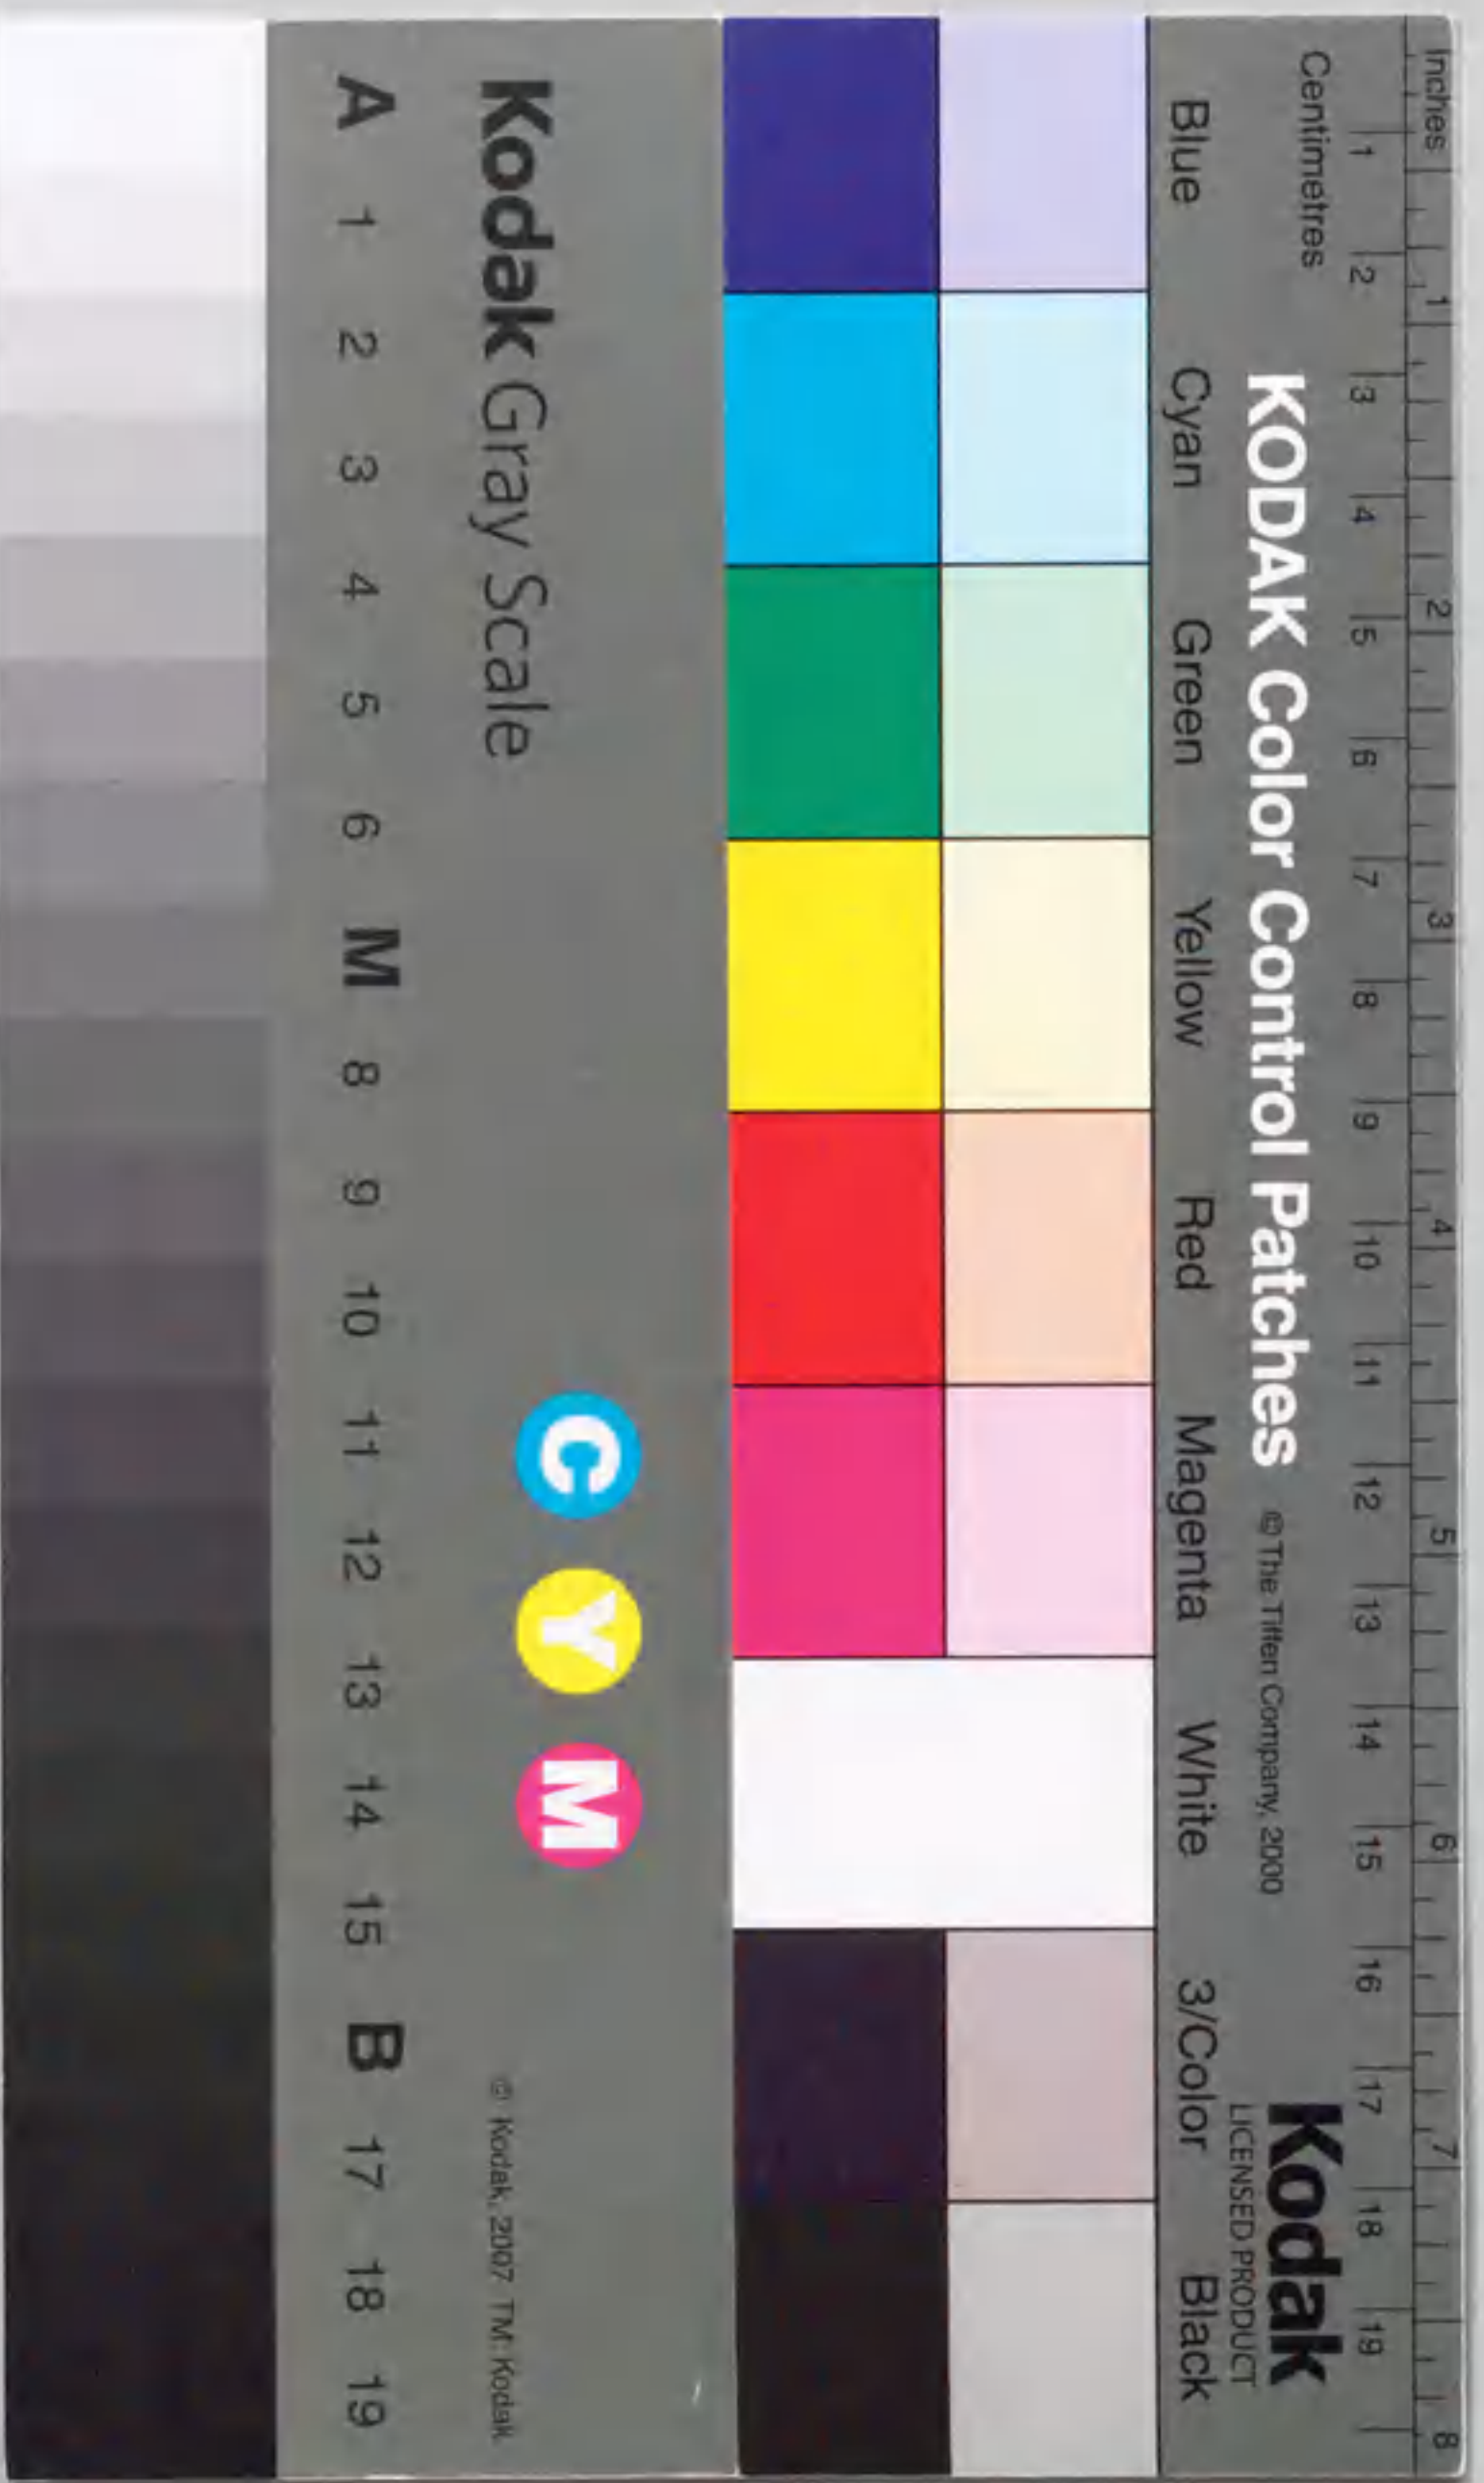 Inches 1 2 3 4 5 6 7 8
Centimetres 1 2 3 4 5 6 7 8 9 10 11 12 13 14 15 16 17 18 19
KODAK Color Control Patches © The Tiffen Company, 2000
Kodak
LICENSED PRODUCT
Blue Cyan Green Yellow Red Magenta White 3/Color Black
Kodak Gray Scale
C Y M
© Kodak, 2007 TM: Kodak
A 1 2 3 4 5 6 M 8 9 10 11 12 13 14 15 B 17 18 19